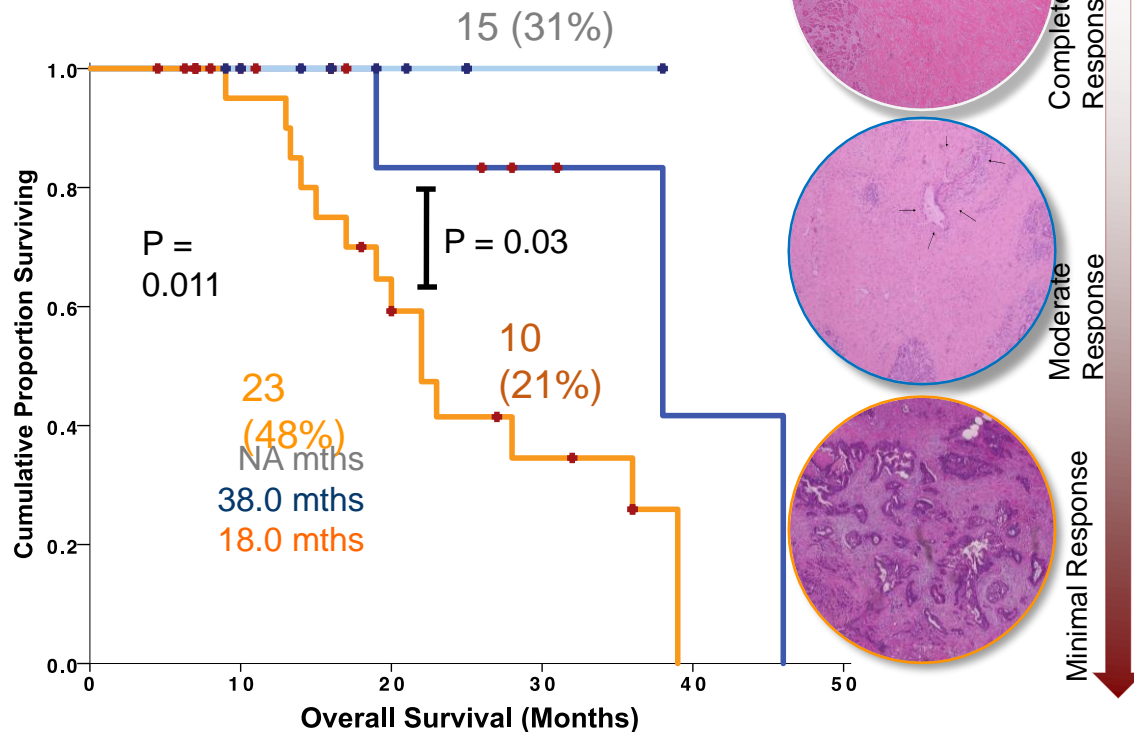 15 (31%)
Complete
Respons
1.0
0.8
0.6
0.4
0.2
0.0
Cumulative Proportion Surviving
P =
0.011
P = 0.03
10
(21%)
23
(48%)
NA mths
38.0 mths
18.0 mths
Moderate
Response
Minimal Response
0 10 20 30 40 50
Overall Survival (Months)